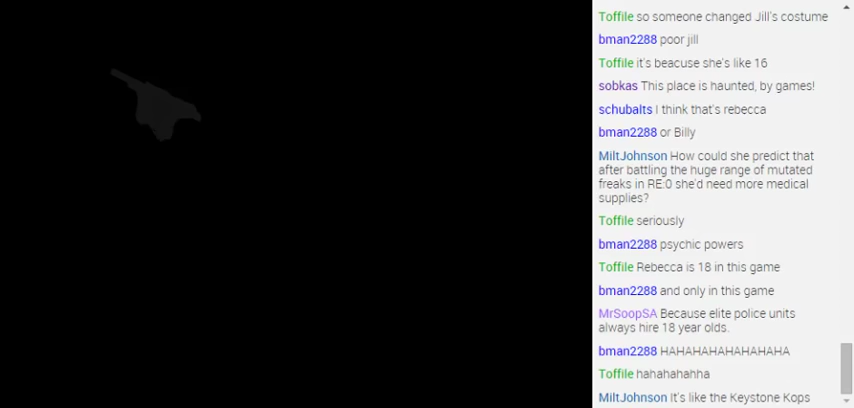 Toffile so someone changed Jill's costume
bman2288 poor jill
Toffile it's beacuse she's like 16
sobkas This place is haunted, by games!
schubalts I think that's rebecca
bman2288 or Billy
MiltJohnson How could she predict that
after battling the huge range of mutated
freaks in RE:0 she'd need more medical
supplies?
Toffile seriously
bman2288 psychic powers
Toffile Rebecca is 18 in this game
bman2288 and only in this game
MrSoopSA Because elite police units
always hire 18 year olds.
bman2288 HAHAHAHAHAHAHAHA
Toffile hahahahahha
MiltJohnson It's like the Keystone Kops